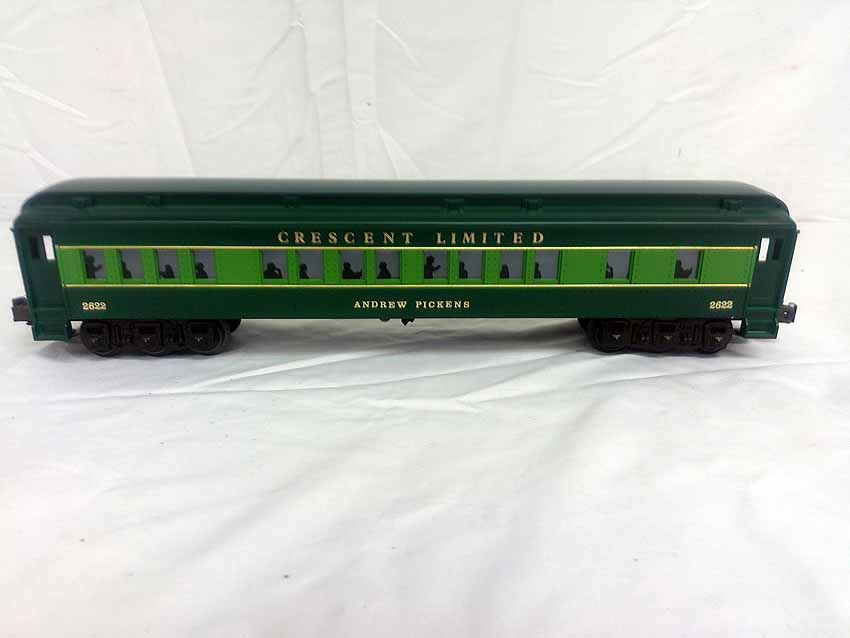 CRESCENT LIMITED
2622 ANDREW PICKENS 2622